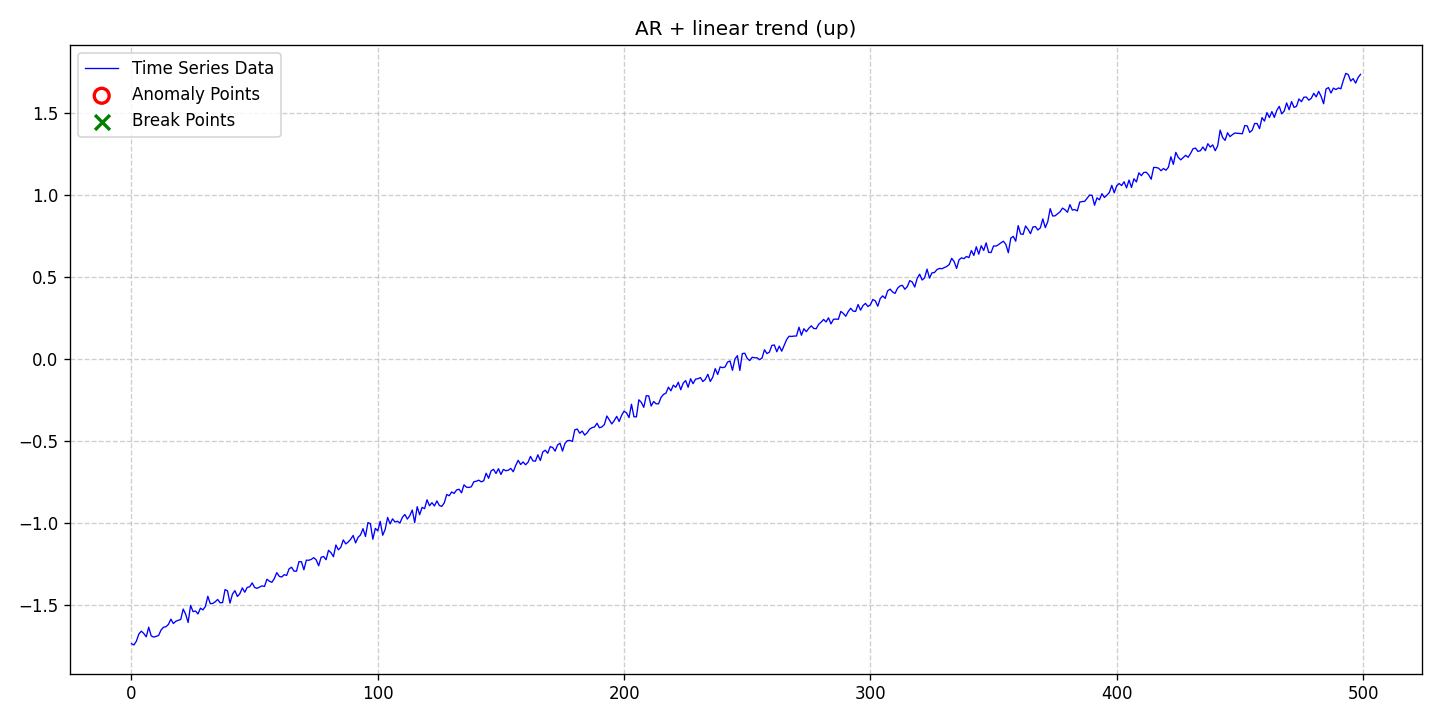 AR + linear trend (up)
Time Series Data
Anomaly Points
Break Points
1.5
1.0
0.5
0.0
−0.5
−1.0
−1.5
0 100 200 300 400 500